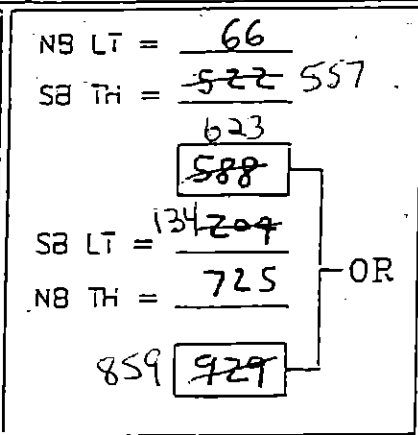 NB LT = 66
SB TH = 522 557
623
588
SB LT = 134 204
NB TH = 725
OR
859 929